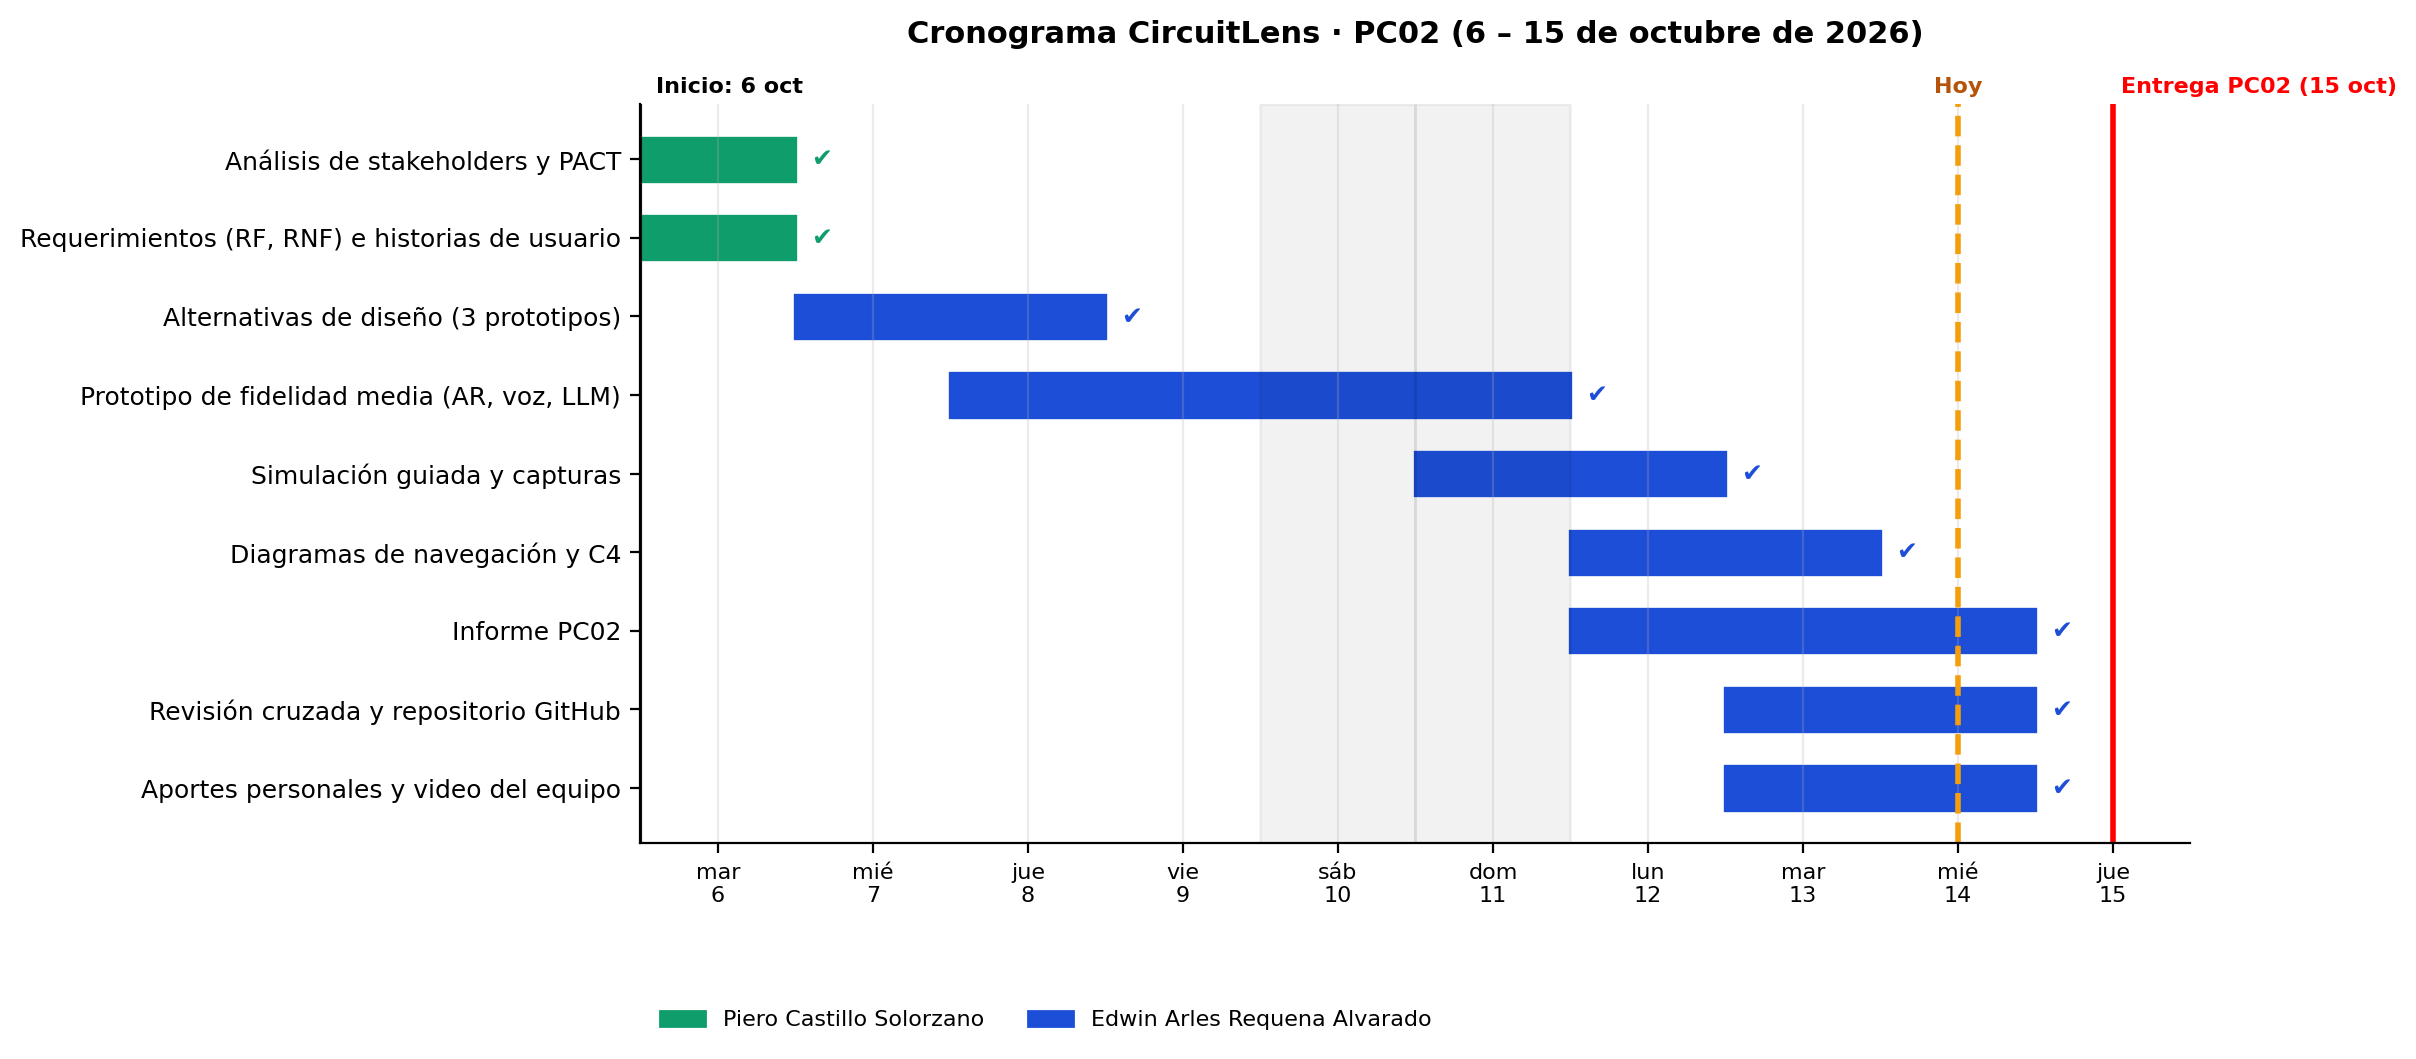 Cronograma CircuitLens · PC02 (6 – 15 de octubre de 2026)
Inicio: 6 oct
Hoy
Entrega PC02 (15 oct)
Análisis de stakeholders y PACT
✔
Requerimientos (RF, RNF) e historias de usuario
✔
Alternativas de diseño (3 prototipos)
✔
Prototipo de fidelidad media (AR, voz, LLM)
✔
Simulación guiada y capturas
✔
Diagramas de navegación y C4
✔
Informe PC02
✔
Revisión cruzada y repositorio GitHub
✔
Aportes personales y video del equipo
✔
mar
6
mié
7
jue
8
vie
9
sáb
10
dom
11
lun
12
mar
13
mié
14
jue
15
Piero Castillo Solorzano
Edwin Arles Requena Alvarado